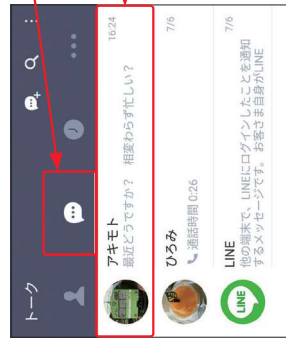 トーク
アキモト
16:24
最近どうですか？　相変わらず忙しい？
ひろみ
7/6
通話時間 0:26
LINE
LINE
7/6
他の端末で、LINEにログインしたことを通知
するメッセージです。 お客さま自身がLINE